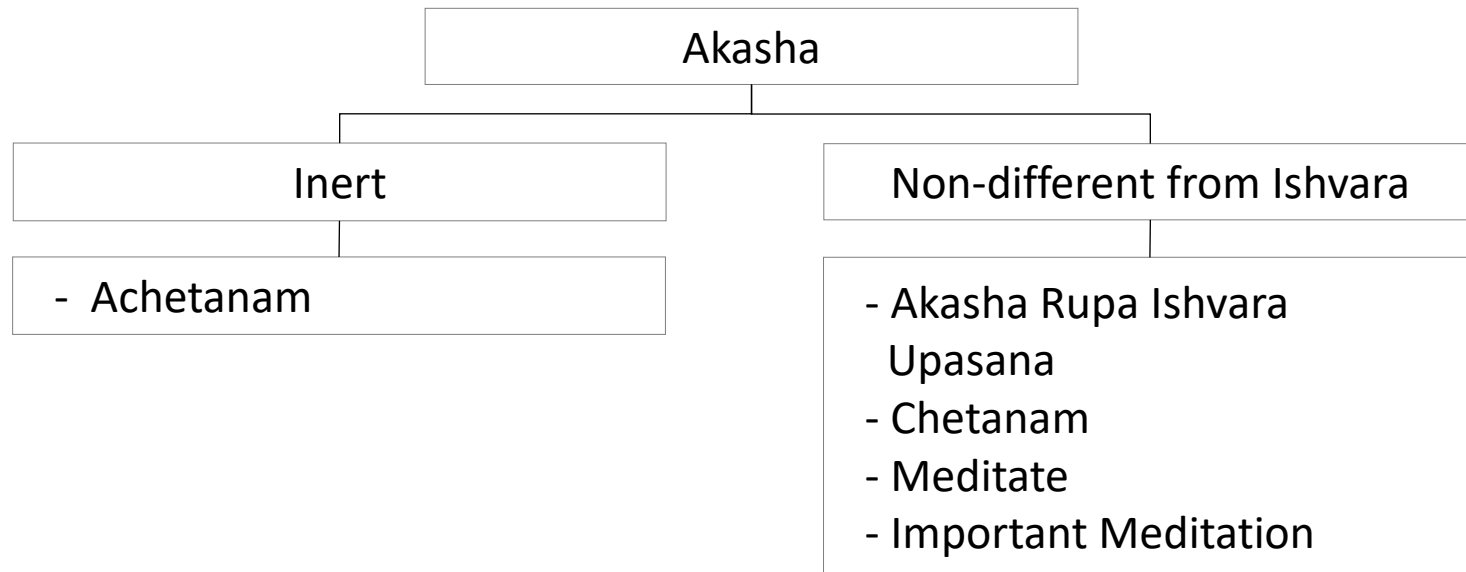 Akasha
Inert
Non-different from Ishvara
- Achetanam
- Akasha Rupa Ishvara
Upasana
- Chetanam
- Meditate
- Important Meditation